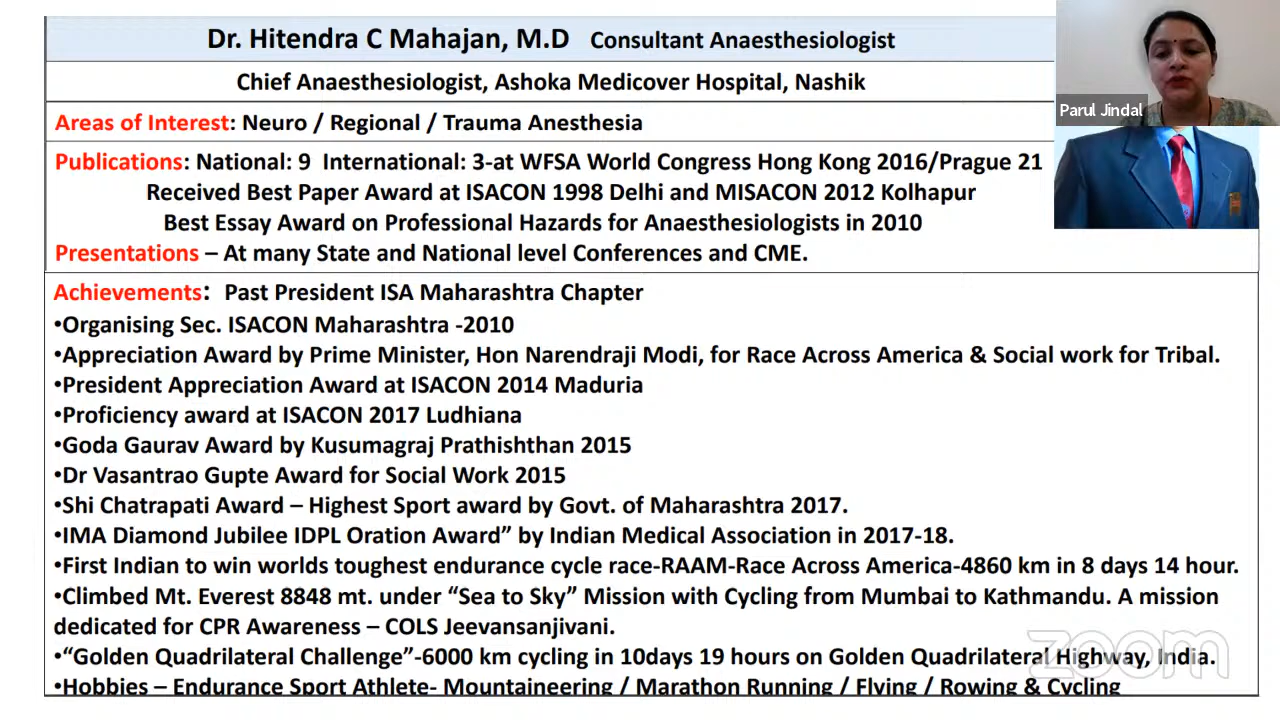 Dr. Hitendra C Mahajan, M.D Consultant Anaesthesiologist
Chief Anaesthesiologist, Ashoka Medicover Hospital, Nashik
Parul Jindal
Areas of Interest: Neuro / Regional / Trauma Anesthesia
Publications: National: 9 International: 3-at WFSA World Congress Hong Kong 2016/Prague 21
Received Best Paper Award at ISACON 1998 Delhi and MISACON 2012 Kolhapur
Best Essay Award on Professional Hazards for Anaesthesiologists in 2010
Presentations – At many State and National level Conferences and CME.
Achievements: Past President ISA Maharashtra Chapter
•Organising Sec. ISACON Maharashtra -2010
•Appreciation Award by Prime Minister, Hon Narendraji Modi, for Race Across America & Social work for Tribal.
•President Appreciation Award at ISACON 2014 Maduria
•Proficiency award at ISACON 2017 Ludhiana
•Goda Gaurav Award by Kusumagraj Prathishthan 2015
•Dr Vasantrao Gupte Award for Social Work 2015
•Shi Chatrapati Award – Highest Sport award by Govt. of Maharashtra 2017.
•IMA Diamond Jubilee IDPL Oration Award” by Indian Medical Association in 2017-18.
•First Indian to win worlds toughest endurance cycle race-RAAM-Race Across America-4860 km in 8 days 14 hour.
•Climbed Mt. Everest 8848 mt. under “Sea to Sky” Mission with Cycling from Mumbai to Kathmandu. A mission
dedicated for CPR Awareness – COLS Jeevansanjivani.
•“Golden Quadrilateral Challenge”-6000 km cycling in 10days 19 hours on Golden Quadrilateral Highway, India.
•Hobbies – Endurance Sport Athlete- Mountaineering / Marathon Running / Flying / Rowing & Cycling
zoom